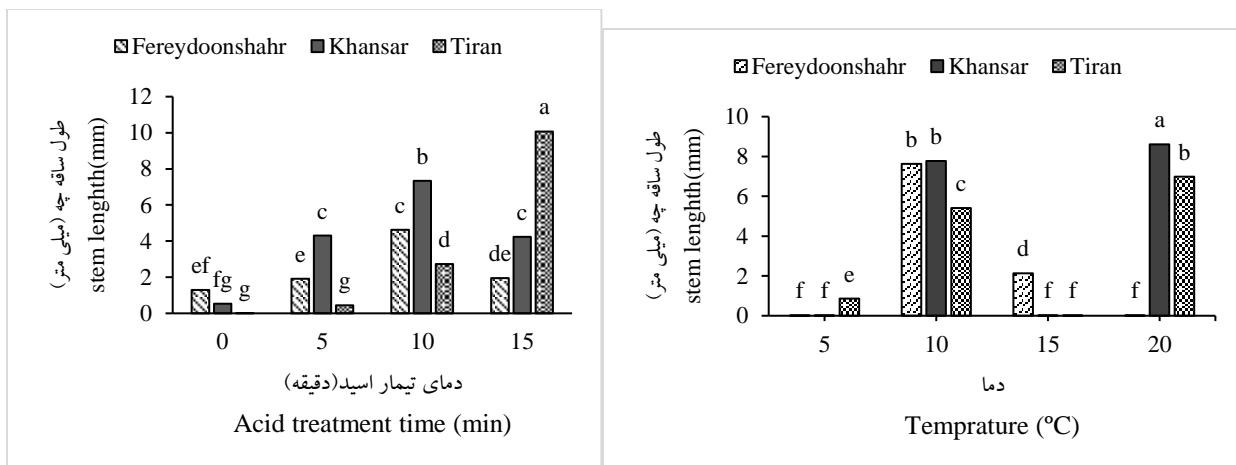 Fereydoonshahr Khansar Tiran
طول ساقه چه (میلی متر)
stem lenghth(mm)
12
10
8
6
4
2
0
ef fg g
e c g
c b d
de c a
0 5 10 15
دمای تیمار اسید(دقیقه)
Acid treatment time (min)
Fereydoonshahr Khansar Tiran
طول ساقه چه (میلی متر)
stem lenghth(mm)
10
8
6
4
2
0
f f e
b b c
d f f
f a b
5 10 15 20
دما
Temprature (ºC)